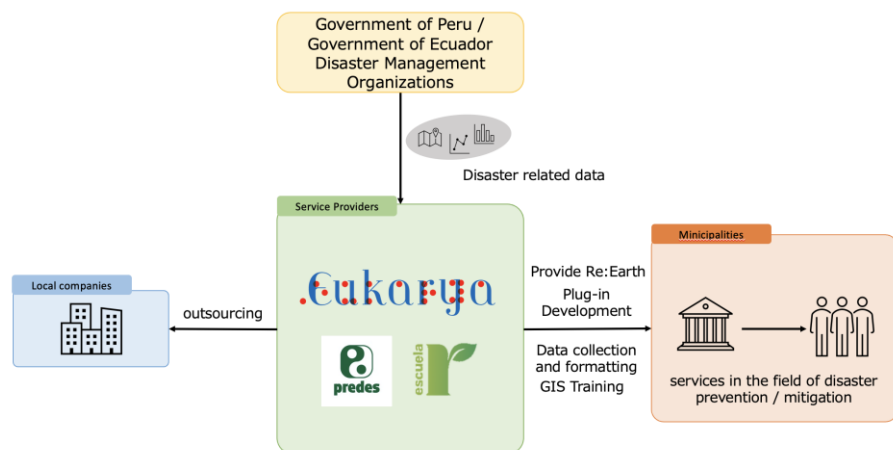 Government of Peru /
Government of Ecuador
Disaster Management
Organizations
Disaster related data
Service Providers
Eukarya
predes
escuela
r
Local companies
outsourcing
Provide Re:Earth
Plug-in
Development
Data collection
and formatting
GIS Training
Minicipalities
services in the field of disaster
prevention / mitigation